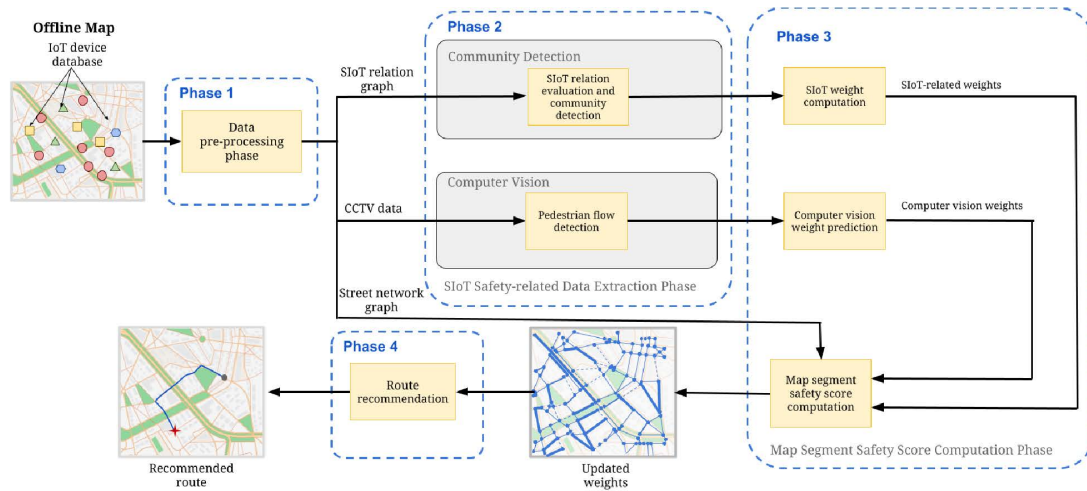 Offline Map
IoT device
database
Phase 1
Data
pre-processing
phase
SIoT relation
graph
CCTV data
Street network
graph
Phase 2
Community Detection
SIoT relation
evaluation and
community
detection
Computer Vision
Pedestrian flow
detection
SIoT Safety-related Data Extraction Phase
Phase 3
SIoT weight
computation
SIoT-related weights
Computer vision
weight prediction
Computer vision weights
Map segment
safety score
computation
Map Segment Safety Score Computation Phase
Phase 4
Route
recommendation
Recommended
route
Updated
weights